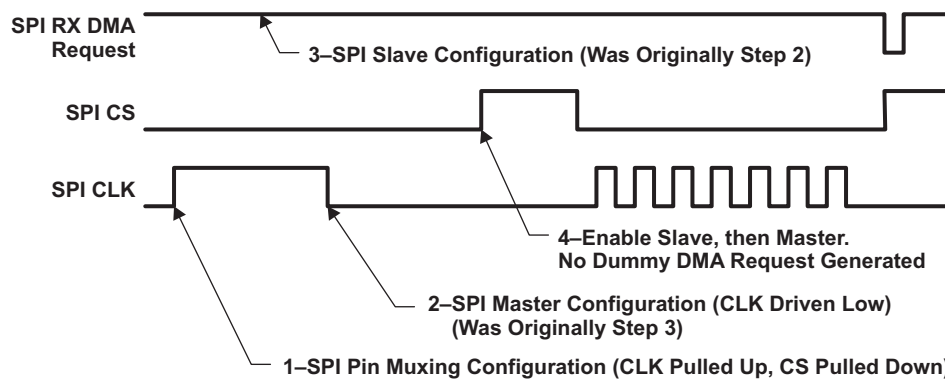 SPI RX DMA
Request
3–SPI Slave Configuration (Was Originally Step 2)
SPI CS
SPI CLK
4–Enable Slave, then Master.
No Dummy DMA Request Generated
2–SPI Master Configuration (CLK Driven Low)
(Was Originally Step 3)
1–SPI Pin Muxing Configuration (CLK Pulled Up, CS Pulled Down)